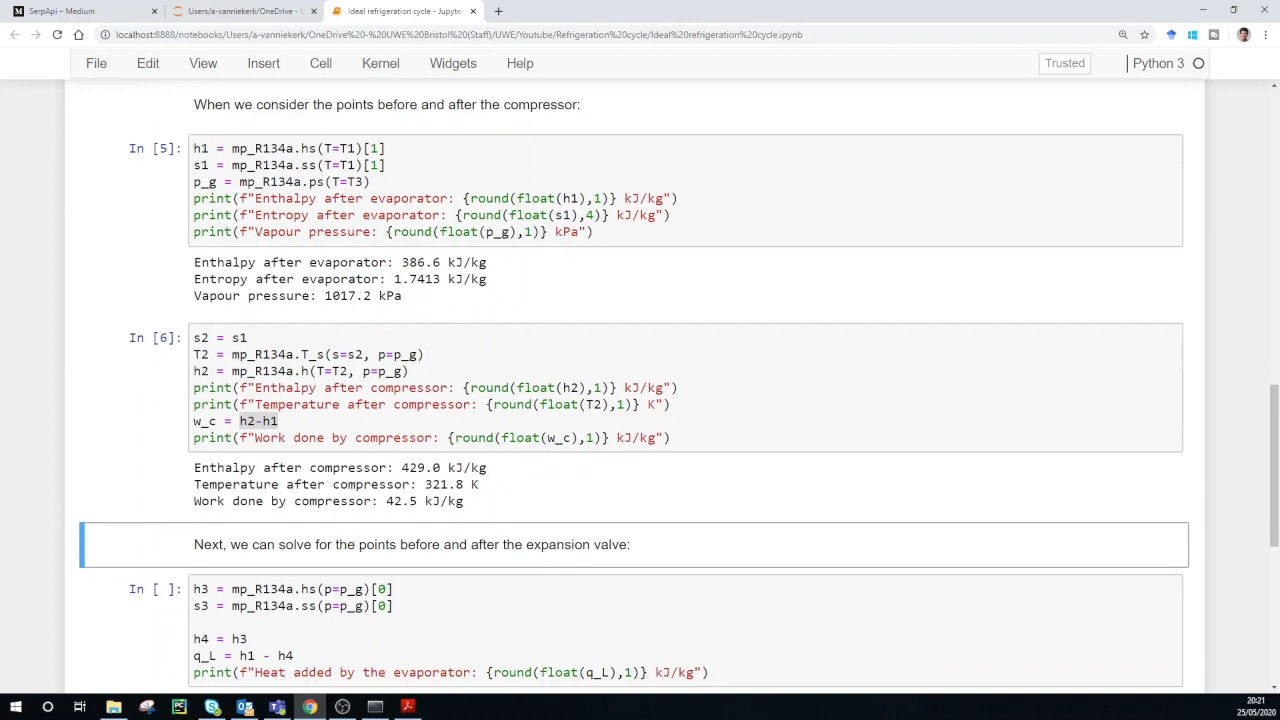 SerpApi – Medium
Users/a-vanniekerk/OneDrive - U
Ideal refrigeration cycle - Jupyter
localhost:8888/notebooks/Users/a-vanniekerk/OneDrive%20-%20UWE%20Bristol%20(Staff)/UWE/Youtube/Refrigeration%20cycle/Ideal%20refrigeration%20cycle.ipynb
File Edit View Insert Cell Kernel Widgets Help Trusted Python 3
When we consider the points before and after the compressor:
In [5]:
h1 = mp_R134a.hs(T=T1)[1]
s1 = mp_R134a.ss(T=T1)[1]
p_g = mp_R134a.ps(T=T3)
print(f"Enthalpy after evaporator: {round(float(h1),1)} kJ/kg")
print(f"Entropy after evaporator: {round(float(s1),4)} kJ/kg")
print(f"Vapour pressure: {round(float(p_g),1)} kPa")
Enthalpy after evaporator: 386.6 kJ/kg
Entropy after evaporator: 1.7413 kJ/kg
Vapour pressure: 1017.2 kPa
In [6]:
s2 = s1
T2 = mp_R134a.T_s(s=s2, p=p_g)
h2 = mp_R134a.h(T=T2, p=p_g)
print(f"Enthalpy after compressor: {round(float(h2),1)} kJ/kg")
print(f"Temperature after compressor: {round(float(T2),1)} K")
w_c = h2-h1
print(f"Work done by compressor: {round(float(w_c),1)} kJ/kg")
Enthalpy after compressor: 429.0 kJ/kg
Temperature after compressor: 321.8 K
Work done by compressor: 42.5 kJ/kg
Next, we can solve for the points before and after the expansion valve:
In [ ]:
h3 = mp_R134a.hs(p=p_g)[0]
s3 = mp_R134a.ss(p=p_g)[0]
h4 = h3
q_L = h1 - h4
print(f"Heat added by the evaporator: {round(float(q_L),1)} kJ/kg")
20:21
25/05/2020